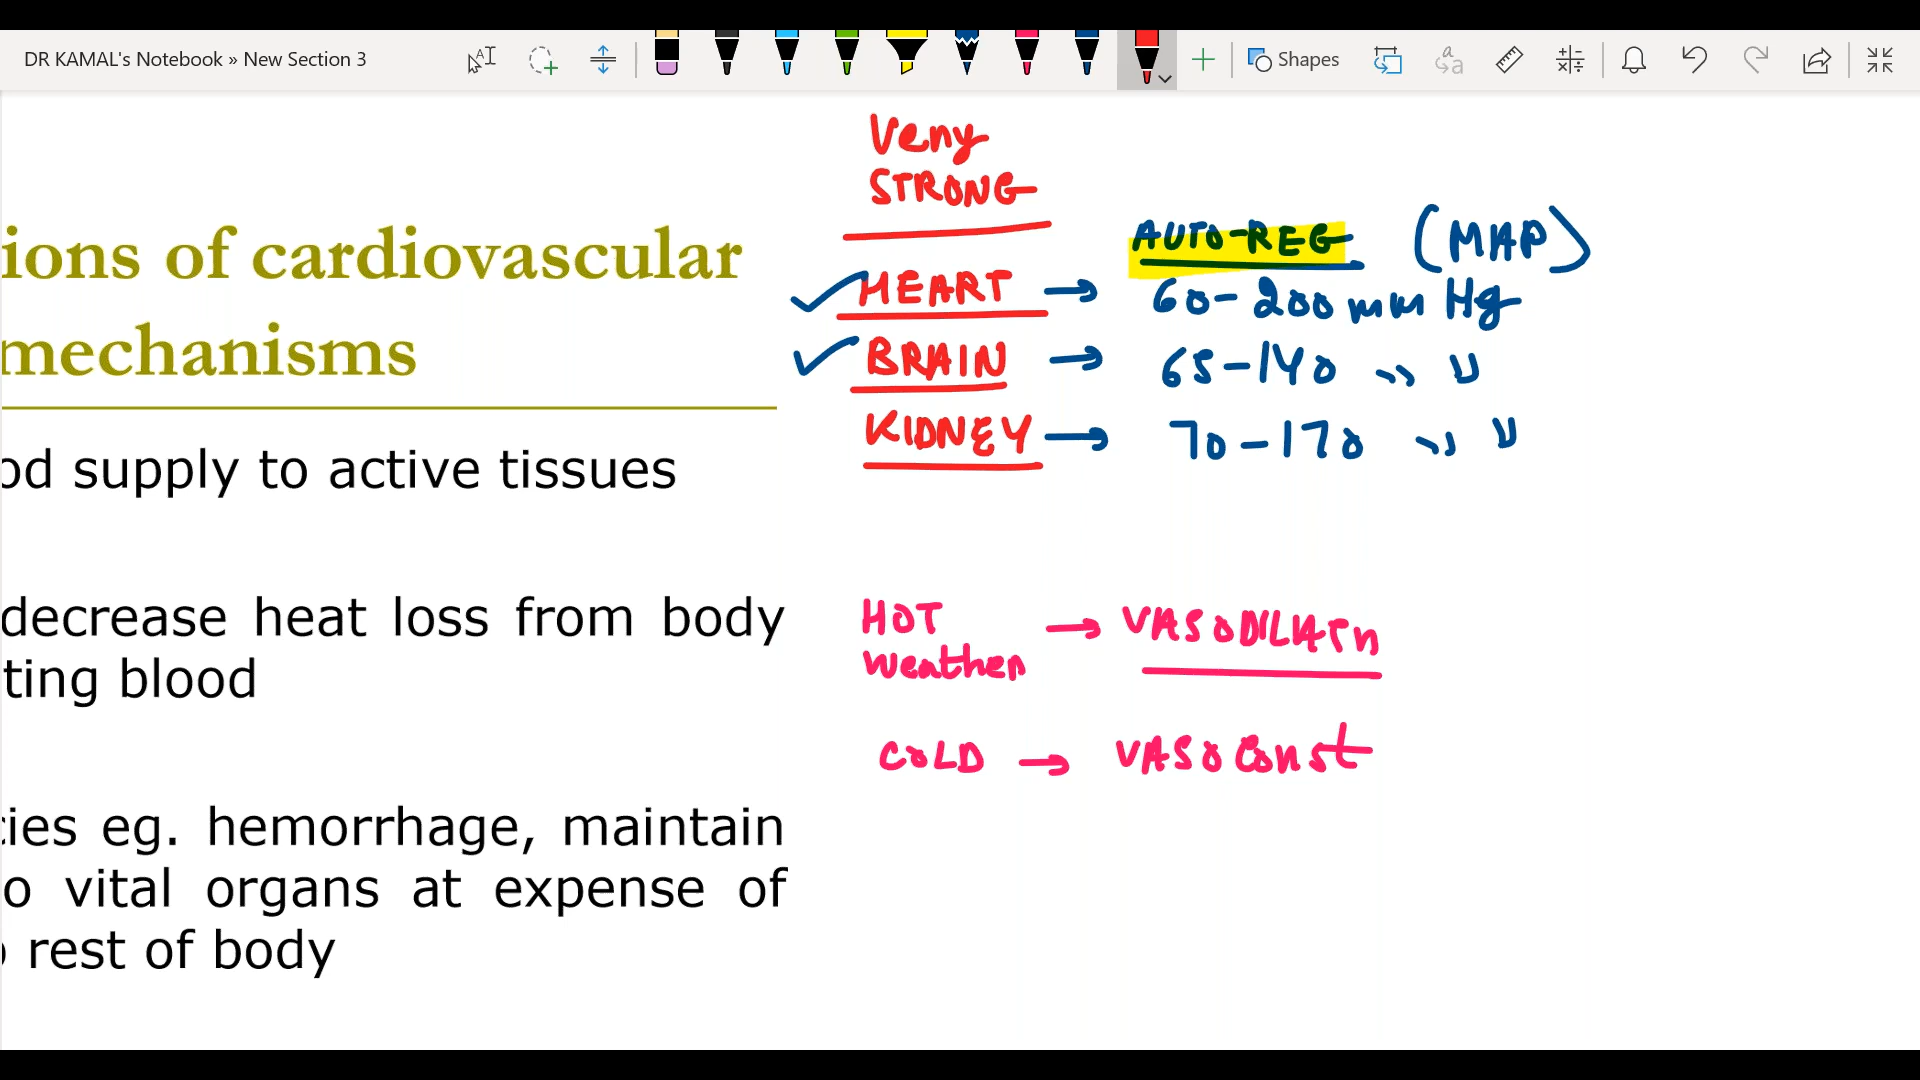 DR KAMAL's Notebook » New Section 3
Shapes
ions of cardiovascular
mechanisms
od supply to active tissues
decrease heat loss from body
ting blood
ies eg. hemorrhage, maintain
o vital organs at expense of
rest of body
Very
STRONG
AUTO-REG (MAP)
HEART → 60-200 mm Hg
BRAIN → 65-140 " "
KIDNEY → 70-170 " "
HOT → VASODILATn
Weather
COLD → VASOConst